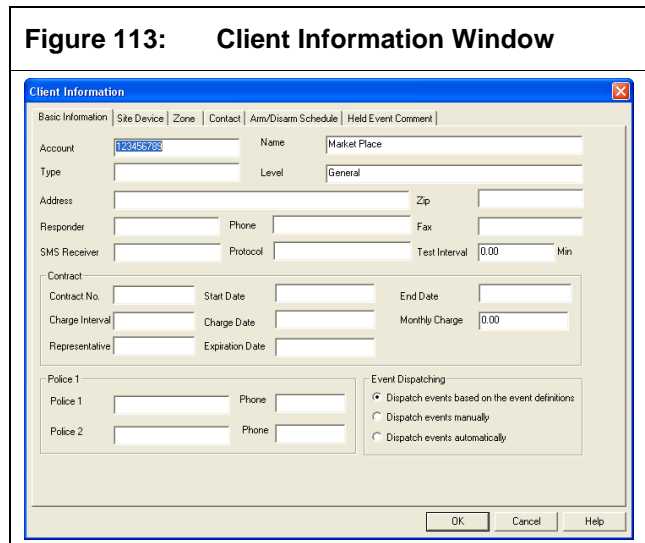 Figure 113: Client Information Window
Client Information
Basic Information Site Device Zone Contact Arm/Disarm Schedule Held Event Comment
Account 123456789 Name Market Place
Type Level General
Address Zip
Responder Phone Fax
SMS Receiver Protocol Test Interval 0.00 Min
Contract
Contract No. Start Date End Date
Charge Interval Charge Date Monthly Charge 0.00
Representative Expiration Date
Police 1 Event Dispatching
Police 1 Phone Dispatch events based on the event definitions
Dispatch events manually
Police 2 Phone Dispatch events automatically
OK Cancel Help